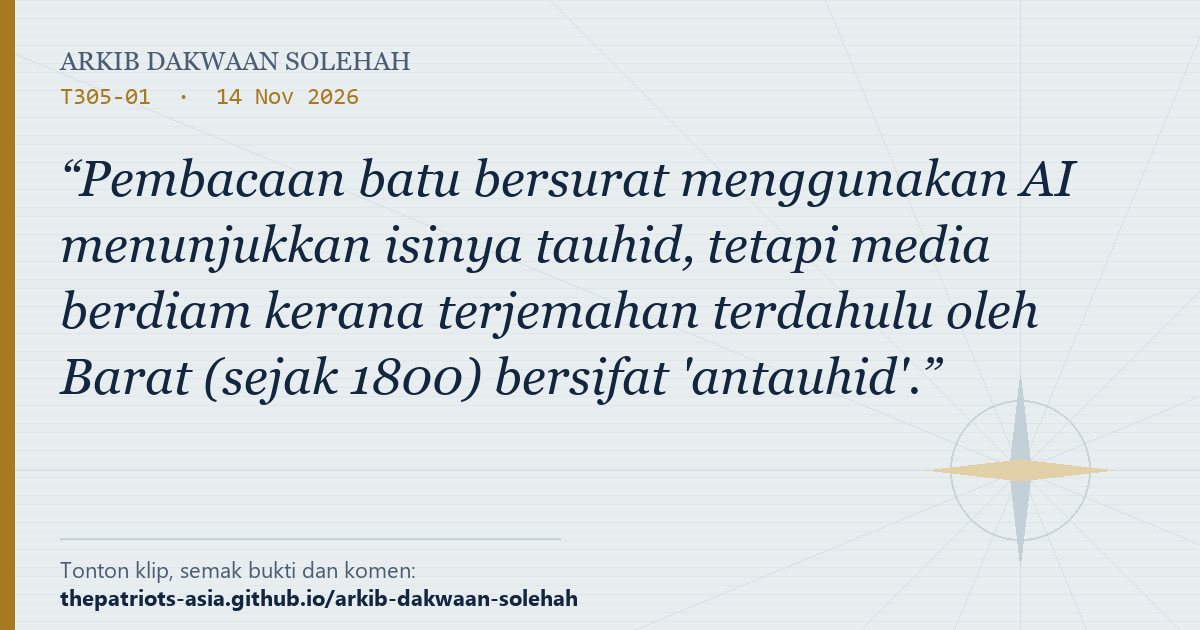 ARKIB DAKWAAN SOLEHAH
T305-01 · 14 Nov 2026
“Pembacaan batu bersurat menggunakan AI
menunjukkan isinya tauhid, tetapi media
berdiam kerana terjemahan terdahulu oleh
Barat (sejak 1800) bersifat 'antauhid'.”
Tonton klip, semak bukti dan komen:
thepatriots-asia.github.io/arkib-dakwaan-solehah